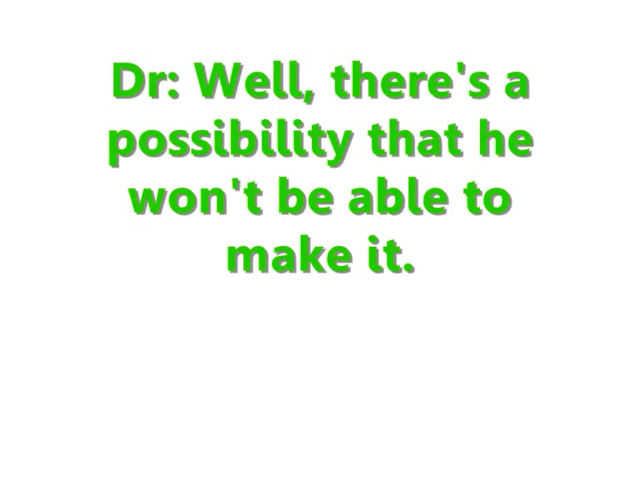 Dr: Well, there's a
possibility that he
won't be able to
make it.